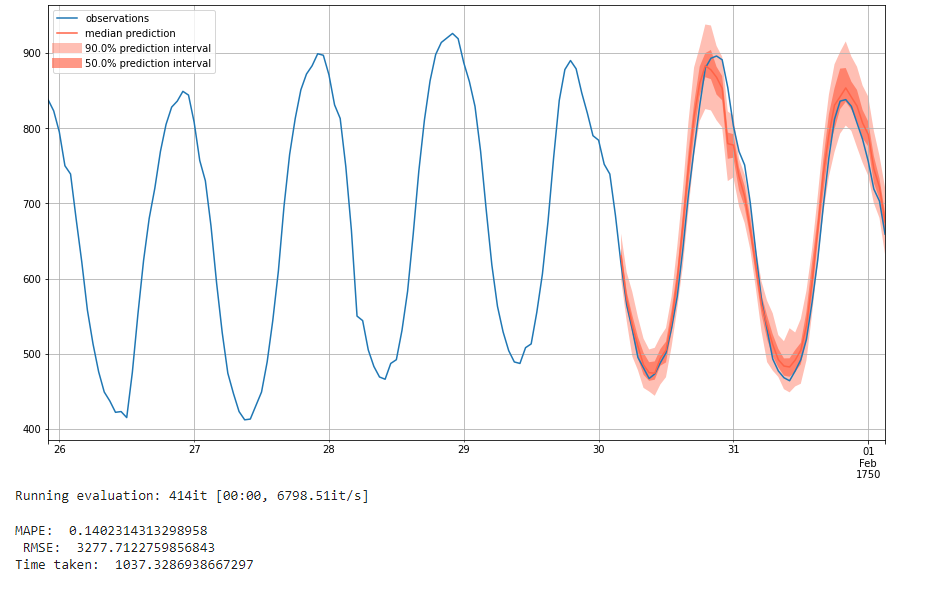 observations
median prediction
90.0% prediction interval
50.0% prediction interval
900
800
700
600
500
400
26 27 28 29 30 31 01
Feb
1750
Running evaluation: 414it [00:00, 6798.51it/s]
MAPE: 0.1402314313298958
RMSE: 3277.7122759856843
Time taken: 1037.3286938667297